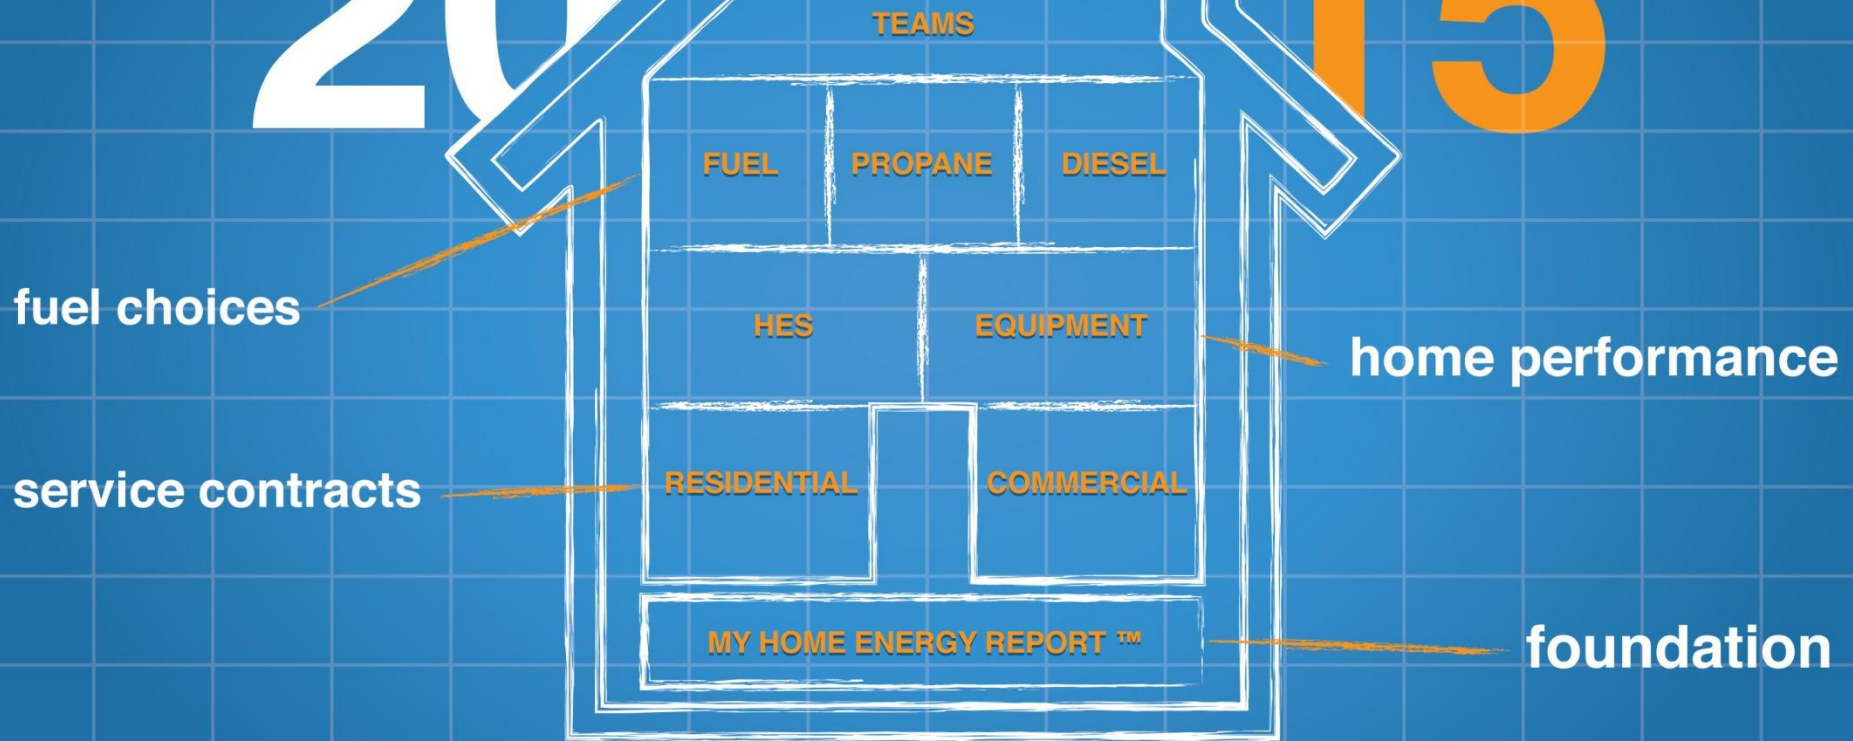 20 15
TEAMS
FUEL PROPANE DIESEL
fuel choices
HES EQUIPMENT
home performance
service contracts
RESIDENTIAL COMMERCIAL
MY HOME ENERGY REPORT ™
foundation